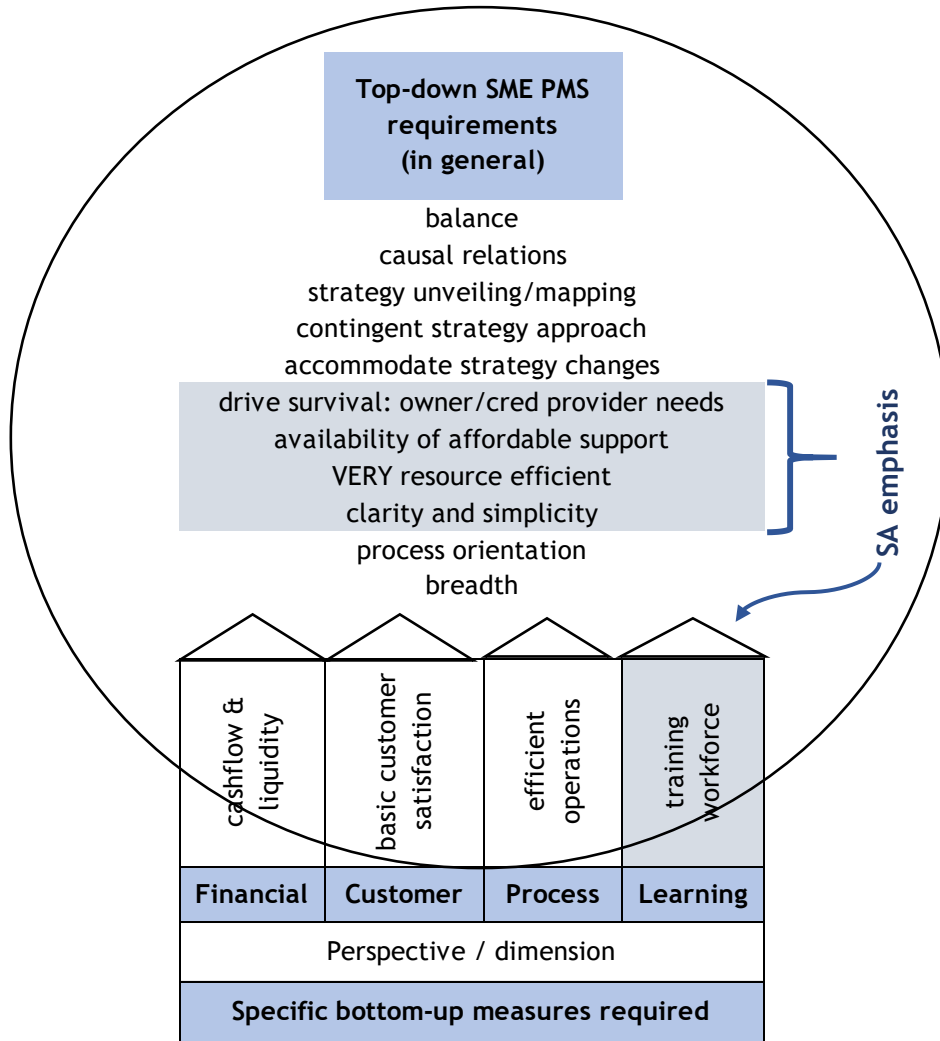 Top-down SME PMS
requirements
(in general)
balance
causal relations
strategy unveiling/mapping
contingent strategy approach
accommodate strategy changes
drive survival: owner/cred provider needs
availability of affordable support
VERY resource efficient
clarity and simplicity
process orientation
breadth
SA emphasis
cashflow &
liquidity
basic customer
satisfaction
efficient
operations
training
workforce
Financial
Customer
Process
Learning
Perspective / dimension
Specific bottom-up measures required